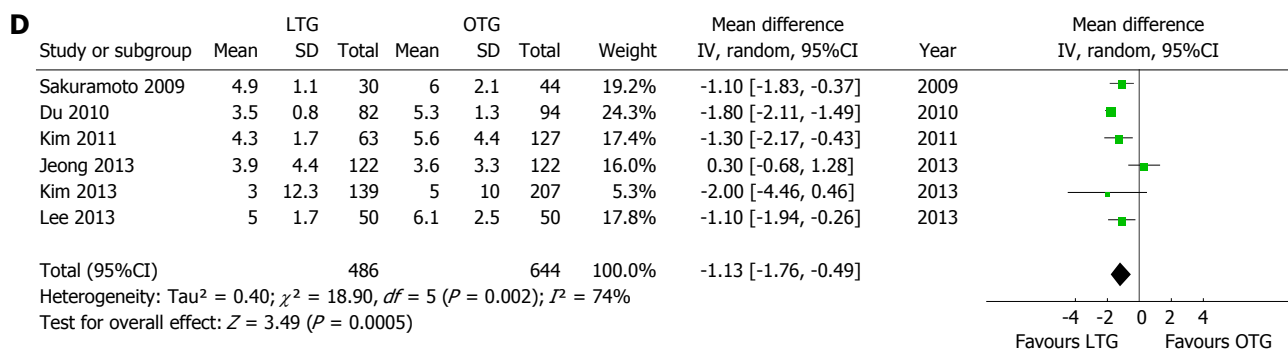 D
LTG OTG Mean difference Mean difference
Study or subgroup Mean SD Total Mean SD Total Weight IV, random, 95%CI Year IV, random, 95%CI
Sakuramoto 2009 4.9 1.1 30 6 2.1 44 19.2% -1.10 [-1.83, -0.37] 2009
Du 2010 3.5 0.8 82 5.3 1.3 94 24.3% -1.80 [-2.11, -1.49] 2010
Kim 2011 4.3 1.7 63 5.6 4.4 127 17.4% -1.30 [-2.17, -0.43] 2011
Jeong 2013 3.9 4.4 122 3.6 3.3 122 16.0% 0.30 [-0.68, 1.28] 2013
Kim 2013 3 12.3 139 5 10 207 5.3% -2.00 [-4.46, 0.46] 2013
Lee 2013 5 1.7 50 6.1 2.5 50 17.8% -1.10 [-1.94, -0.26] 2013
Total (95%CI) 486 644 100.0% -1.13 [-1.76, -0.49]
Heterogeneity: Tau² = 0.40; χ² = 18.90, df = 5 (P = 0.002); I² = 74%
Test for overall effect: Z = 3.49 (P = 0.0005)
-4 -2 0 2 4
Favours LTG Favours OTG